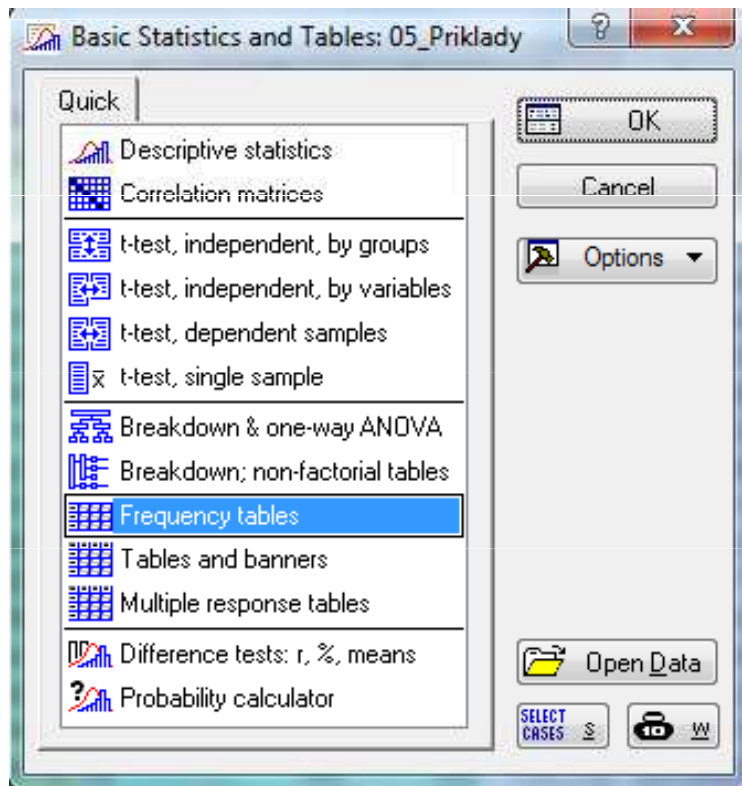 Basic Statistics and Tables: 05_Priklady
Quick
Descriptive statistics
Correlation matrices
t-test, independent, by groups
t-test, independent, by variables
t-test, dependent samples
x t-test, single sample
Breakdown & one-way ANOVA
Breakdown; non-factorial tables
Frequency tables
Tables and banners
Multiple response tables
Difference tests: r, %, means
? Probability calculator
? X
OK
Cancel
Options
Open Data
SELECT CASES S
10 W